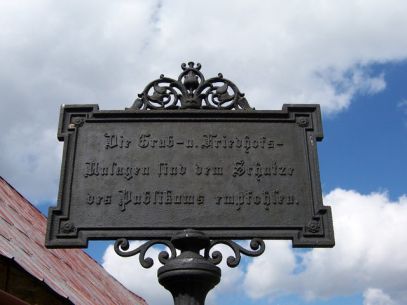 Die Grab- u. Friedhofs-
Anlagen sind dem Schutze
des Publikums empfohlen.